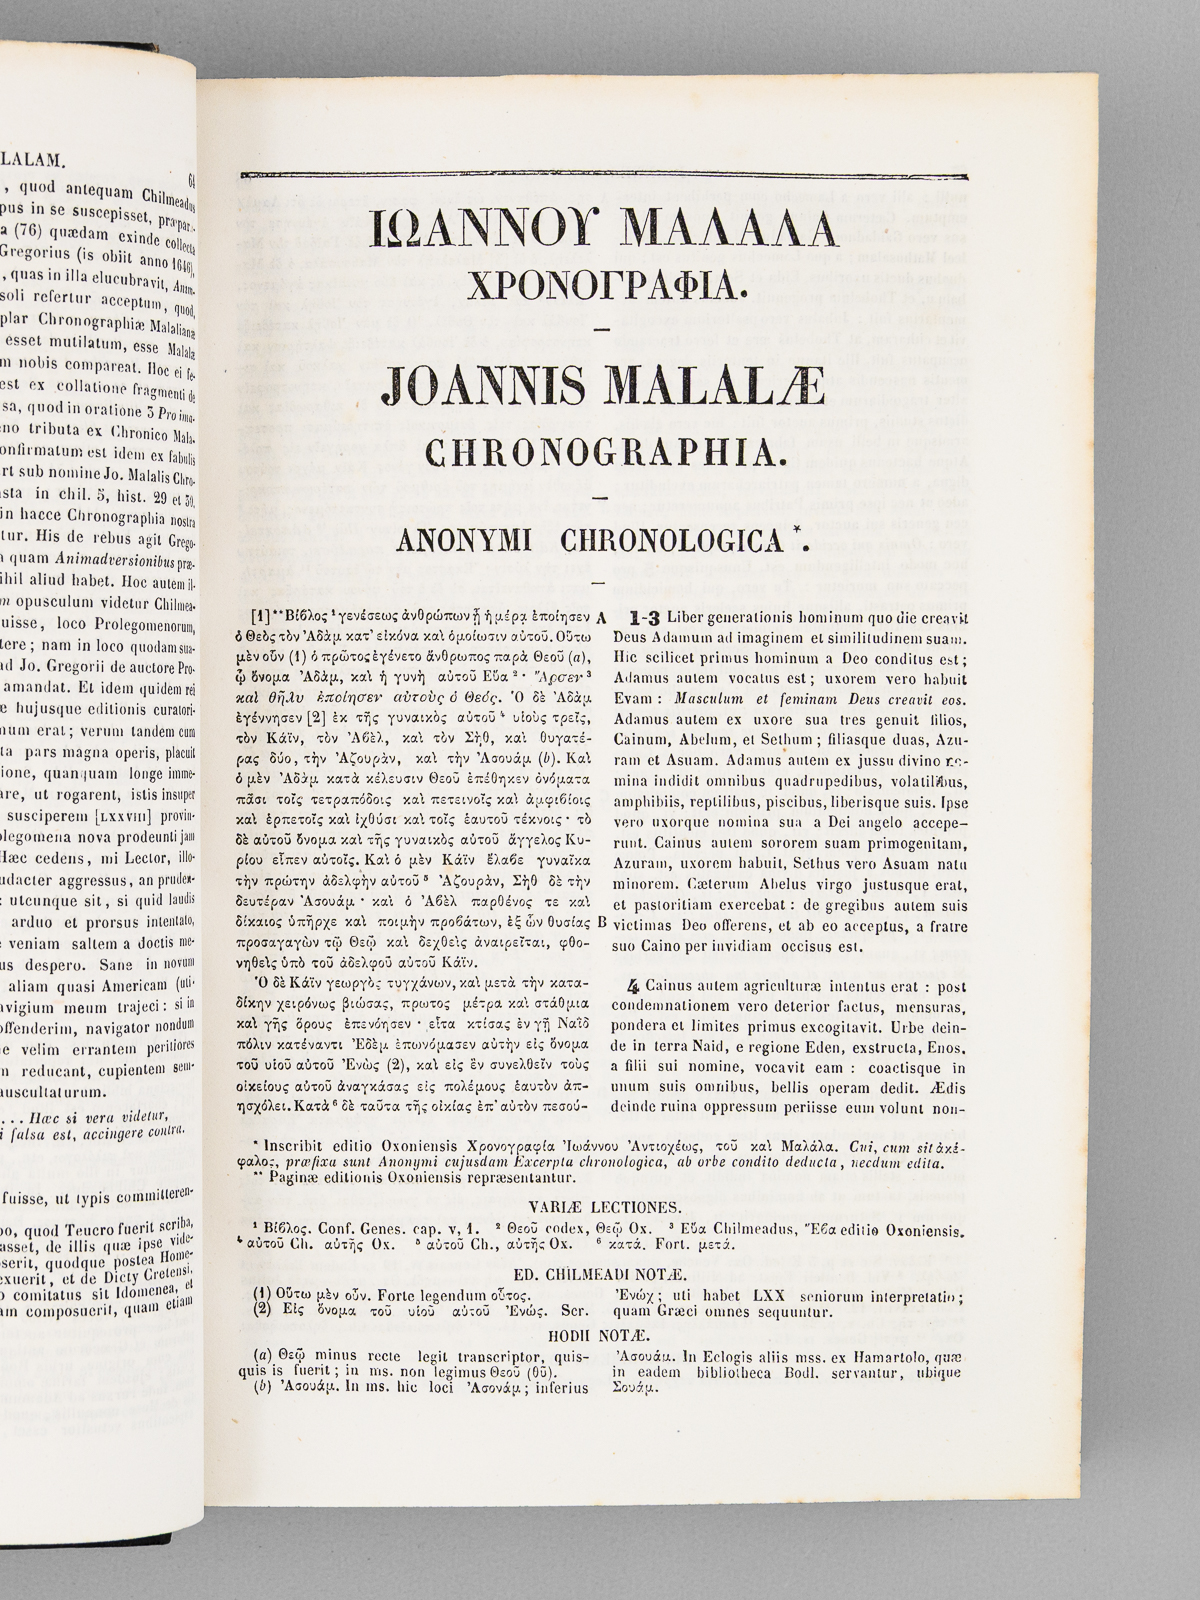 LALAM.
64
, quod antequam Chilmeadus
pus in se suscepisset, præpar.
a (76) quædam exinde collecta
Gregorius (is obiit anno 1646),
, quas in illa elucubravit, Anim-
soli refertur acceptum, quod,
plar Chronographiæ Malalianæ
esset mutilatum, esse Malalæ
m nobis compareat. Hoc ei fe-
est ex collatione fragmenti de
sa, quod in oratione 3 Pro ima-
no tributa ex Chronico Mala.
onfirmatum est idem ex fabulis
rt sub nomine Jo. Malalis Chro-
sta in chil. 5, hist. 29 et 30,
in hacce Chronographia nostra
tur. His de rebus agit Grego-
a quam Animadversionibus præ-
ihil aliud habet. Hoc autem il-
m opusculum videtur Chilmea-
uisse, loco Prolegomenorum,
tere; nam in loco quodam sua-
ad Jo. Gregorii de auctore Pro-
amandat. Et idem quidem rei
e hujusque editionis curatori-
num erat; verum tandem cum
ta pars magna operis, placuit
ione, quanquam longe imme-
are, ut rogarent, istis insuper
susciperem [LXXVIII] provin-
olegomena nova prodeunti jam
Hæc cedens, mi Lector, illo-
udacter aggressus, an pruden-
: utcunque sit, si quid laudis
arduo et prorsus intentato,
e veniam saltem a doctis me-
us despero. Sane in novum
aliam quasi Americam (uti-
avigium meum trajeci: si in
offenderim, navigator nondum
e velim errantem peritiores
n reducant, cupientem sem-
auscultaturum.
... Hæc si vera videtur,
i falsa est, accingere contra.
fuisse, ut typis committeren-
po, quod Teucro fuerit scriba,
asset, de illis quæ ipse vide-
oserit, quodque postea Home-
exuerit, et de Dicty Cretensi,
o comitatus sit Idomenea, et
am composuerit, quam etiam
ΙΩΑΝΝΟΥ ΜΑΛΑΛΑ
ΧΡΟΝΟΓΡΑΦΙΑ.
JOANNIS MALALÆ
CHRONOGRAPHIA.
ANONYMI CHRONOLOGICA *.
[1] ** Βίβλος ¹ γενέσεως ἀνθρώπων ᾗ ἡμέρᾳ ἐποίησεν A
ὁ Θεὸς τὸν Ἀδὰμ κατ' εἰκόνα καὶ ὁμοίωσιν αὐτοῦ. Οὕτω
μὲν οὖν (1) ὁ πρῶτος ἐγένετο ἄνθρωπος παρὰ Θεοῦ (a),
ᾧ ὄνομα Ἀδάμ, καὶ ἡ γυνὴ αὐτοῦ Εὔα ² · Ἄρσεν ³
καὶ θῆλυ ἐποίησεν αὐτοὺς ὁ Θεός. Ὁ δὲ Ἀδὰμ
ἐγέννησεν [2] ἐκ τῆς γυναικὸς αὐτοῦ ⁴ υἱοὺς τρεῖς,
τὸν Κάϊν, τὸν Ἀβὲλ, καὶ τὸν Σὴθ, καὶ θυγατέ-
ρας δύο, τὴν Ἀζουρὰν, καὶ τὴν Ἀσουάμ (b). Καὶ
ὁ μὲν Ἀδὰμ κατὰ κέλευσιν Θεοῦ ἐπέθηκεν ὀνόματα
πᾶσι τοῖς τετραπόδοις καὶ πετεινοῖς καὶ ἀμφιβίοις
καὶ ἑρπετοῖς καὶ ἰχθύσι καὶ τοῖς ἑαυτοῦ τέκνοις · τὸ
δὲ αὐτοῦ ὄνομα καὶ τῆς γυναικὸς αὐτοῦ ἄγγελος Κυ-
ρίου εἶπεν αὐτοῖς. Καὶ ὁ μὲν Κάϊν ἔλαβε γυναῖκα
τὴν πρώτην ἀδελφὴν αὐτοῦ ⁵ Ἀζουρὰν, Σὴθ δὲ τὴν
δευτέραν Ἀσουάμ · καὶ ὁ Ἀβὲλ παρθένος τε καὶ
δίκαιος ὑπῆρχε καὶ ποιμὴν προβάτων, ἐξ ὧν θυσίας B
προσαγαγὼν τῷ Θεῷ καὶ δεχθεὶς ἀναιρεῖται, φθο-
νηθεὶς ὑπὸ τοῦ ἀδελφοῦ αὐτοῦ Κάϊν.
Ὁ δὲ Κάϊν γεωργὸς τυγχάνων, καὶ μετὰ τὴν κατα-
δίκην χειρόνως βιώσας, πρῶτος μέτρα καὶ στάθμια
καὶ γῆς ὅρους ἐπενόησεν · εἶτα κτίσας ἐν γῇ Ναῒδ
πόλιν κατέναντι Ἐδὲμ ἐπωνόμασεν αὐτὴν εἰς ὄνομα
τοῦ υἱοῦ αὐτοῦ Ἐνὼς (2), καὶ εἰς ἓν συνελθεῖν τοὺς
οἰκείους αὐτοῦ ἀναγκάσας εἰς πολέμους ἑαυτὸν ἀπ-
ησχόλει. Κατὰ ⁶ δὲ ταῦτα τῆς οἰκίας ἐπ' αὐτὸν πεσού-
1-3 Liber generationis hominum quo die creavit
Deus Adamum ad imaginem et similitudinem suam.
Hic scilicet primus hominum a Deo conditus est;
Adamus autem vocatus est; uxorem vero habuit
Evam: Masculum et feminam Deus creavit eos.
Adamus autem ex uxore sua tres genuit filios,
Cainum, Abelum, et Sethum; filiasque duas, Azu-
ram et Asuam. Adamus autem ex jussu divino no-
mina indidit omnibus quadrupedibus, volatilibus,
amphibiis, reptilibus, piscibus, liberisque suis. Ipse
vero uxorque nomina sua a Dei angelo accepe-
runt. Cainus autem sororem suam primogenitam,
Azuram, uxorem habuit, Sethus vero Asuam natu
minorem. Cæterum Abelus virgo justusque erat,
et pastoritiam exercebat: de gregibus autem suis
victimas Deo offerens, et ab eo acceptus, a fratre
suo Caino per invidiam occisus est.
4 Cainus autem agriculturæ intentus erat: post
condemnationem vero deterior factus, mensuras,
pondera et limites primus excogitavit. Urbe dein-
de in terra Naid, e regione Eden, exstructa, Enos,
a filii sui nomine, vocavit eam: coactisque in
unum suis omnibus, bellis operam dedit. Ædis
deinde ruina oppressum periisse eum volunt non-
* Inscribit editio Oxoniensis Χρονογραφία Ἰωάννου Ἀντιοχέως, τοῦ καὶ Μαλάλα. Cui, cum sit ἀκέ-
φαλος, præfixa sunt Anonymi cujusdam Excerpta chronologica, ab orbe condito deducta, necdum edita.
** Paginæ editionis Oxoniensis repræsentantur.
VARIÆ LECTIONES.
¹ Βίβλος. Conf. Genes. cap. v, 1. ² Θεοῦ codex, Θεῷ Ox. ³ Εὔα Chilmeadus, Ἔβα editio Oxoniensis.
⁴ αὐτοῦ Ch. αὐτῆς Ox. ⁵ αὐτοῦ Ch., αὐτῆς Ox. ⁶ κατά. Fort. μετά.
ED. CHILMEADI NOTÆ.
(1) Οὕτω μὲν οὖν. Forte legendum οὗτος.
(2) Εἰς ὄνομα τοῦ υἱοῦ αὐτοῦ Ἐνώς. Scr.
Ἐνώχ; uti habet LXX seniorum interpretatio;
quam Græci omnes sequuntur.
HODII NOTÆ.
(a) Θεῷ minus recte legit transcriptor, quis-
quis is fuerit; in ms. non legimus Θεοῦ (θῦ).
(b) Ἀσουάμ. In ms. hic loci Ἀσονάμ; inferius
Ἀσουάμ. In Eclogis aliis mss. ex Hamartolo, quæ
in eadem bibliotheca Bodl. servantur, ubique
Σουάμ.